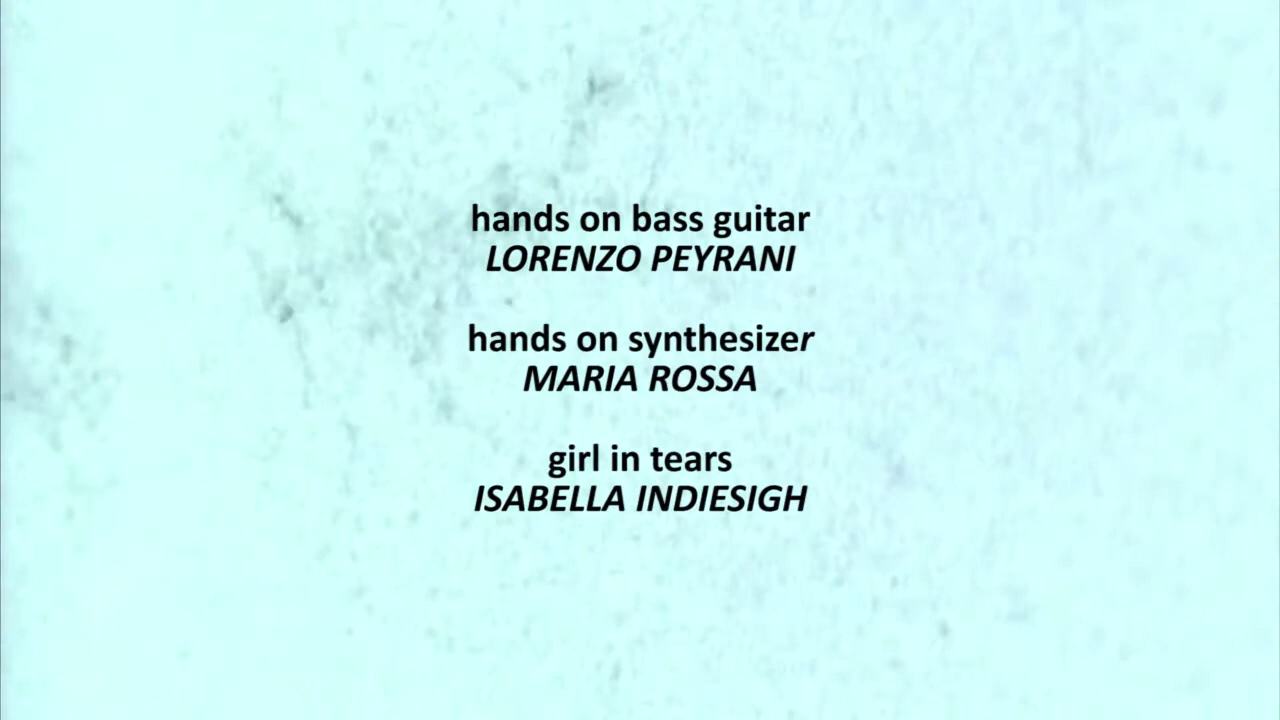 hands on bass guitar
LORENZO PEYRANI
hands on synthesizer
MARIA ROSSA
girl in tears
ISABELLA INDIESIGH